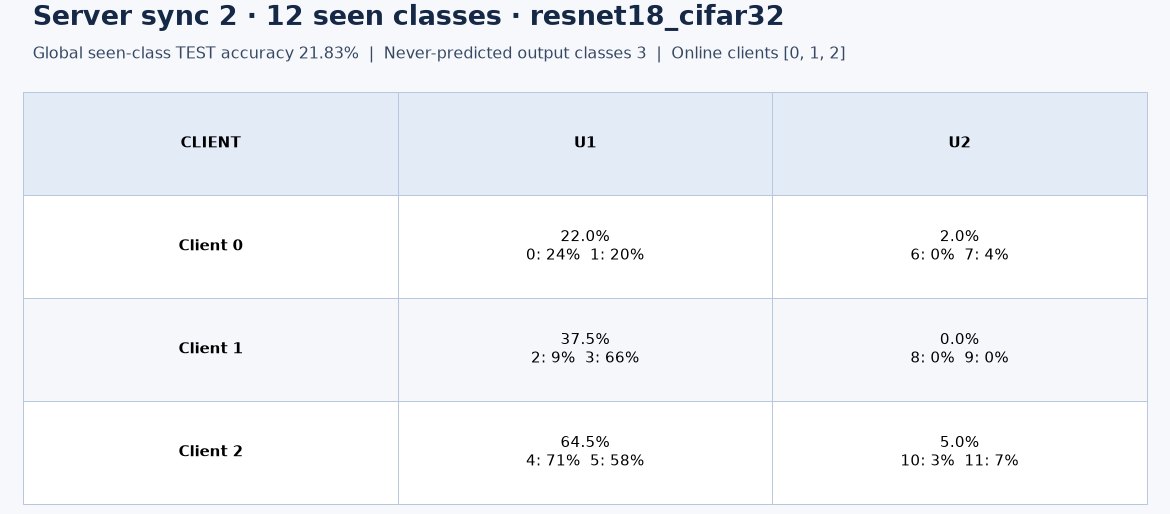 Server sync 2 · 12 seen classes · resnet18_cifar32
Global seen-class TEST accuracy 21.83% | Never-predicted output classes 3 | Online clients [0, 1, 2]
CLIENT U1 U2
Client 0
22.0%
0: 24% 1: 20%
2.0%
6: 0% 7: 4%
Client 1
37.5%
2: 9% 3: 66%
0.0%
8: 0% 9: 0%
Client 2
64.5%
4: 71% 5: 58%
5.0%
10: 3% 11: 7%